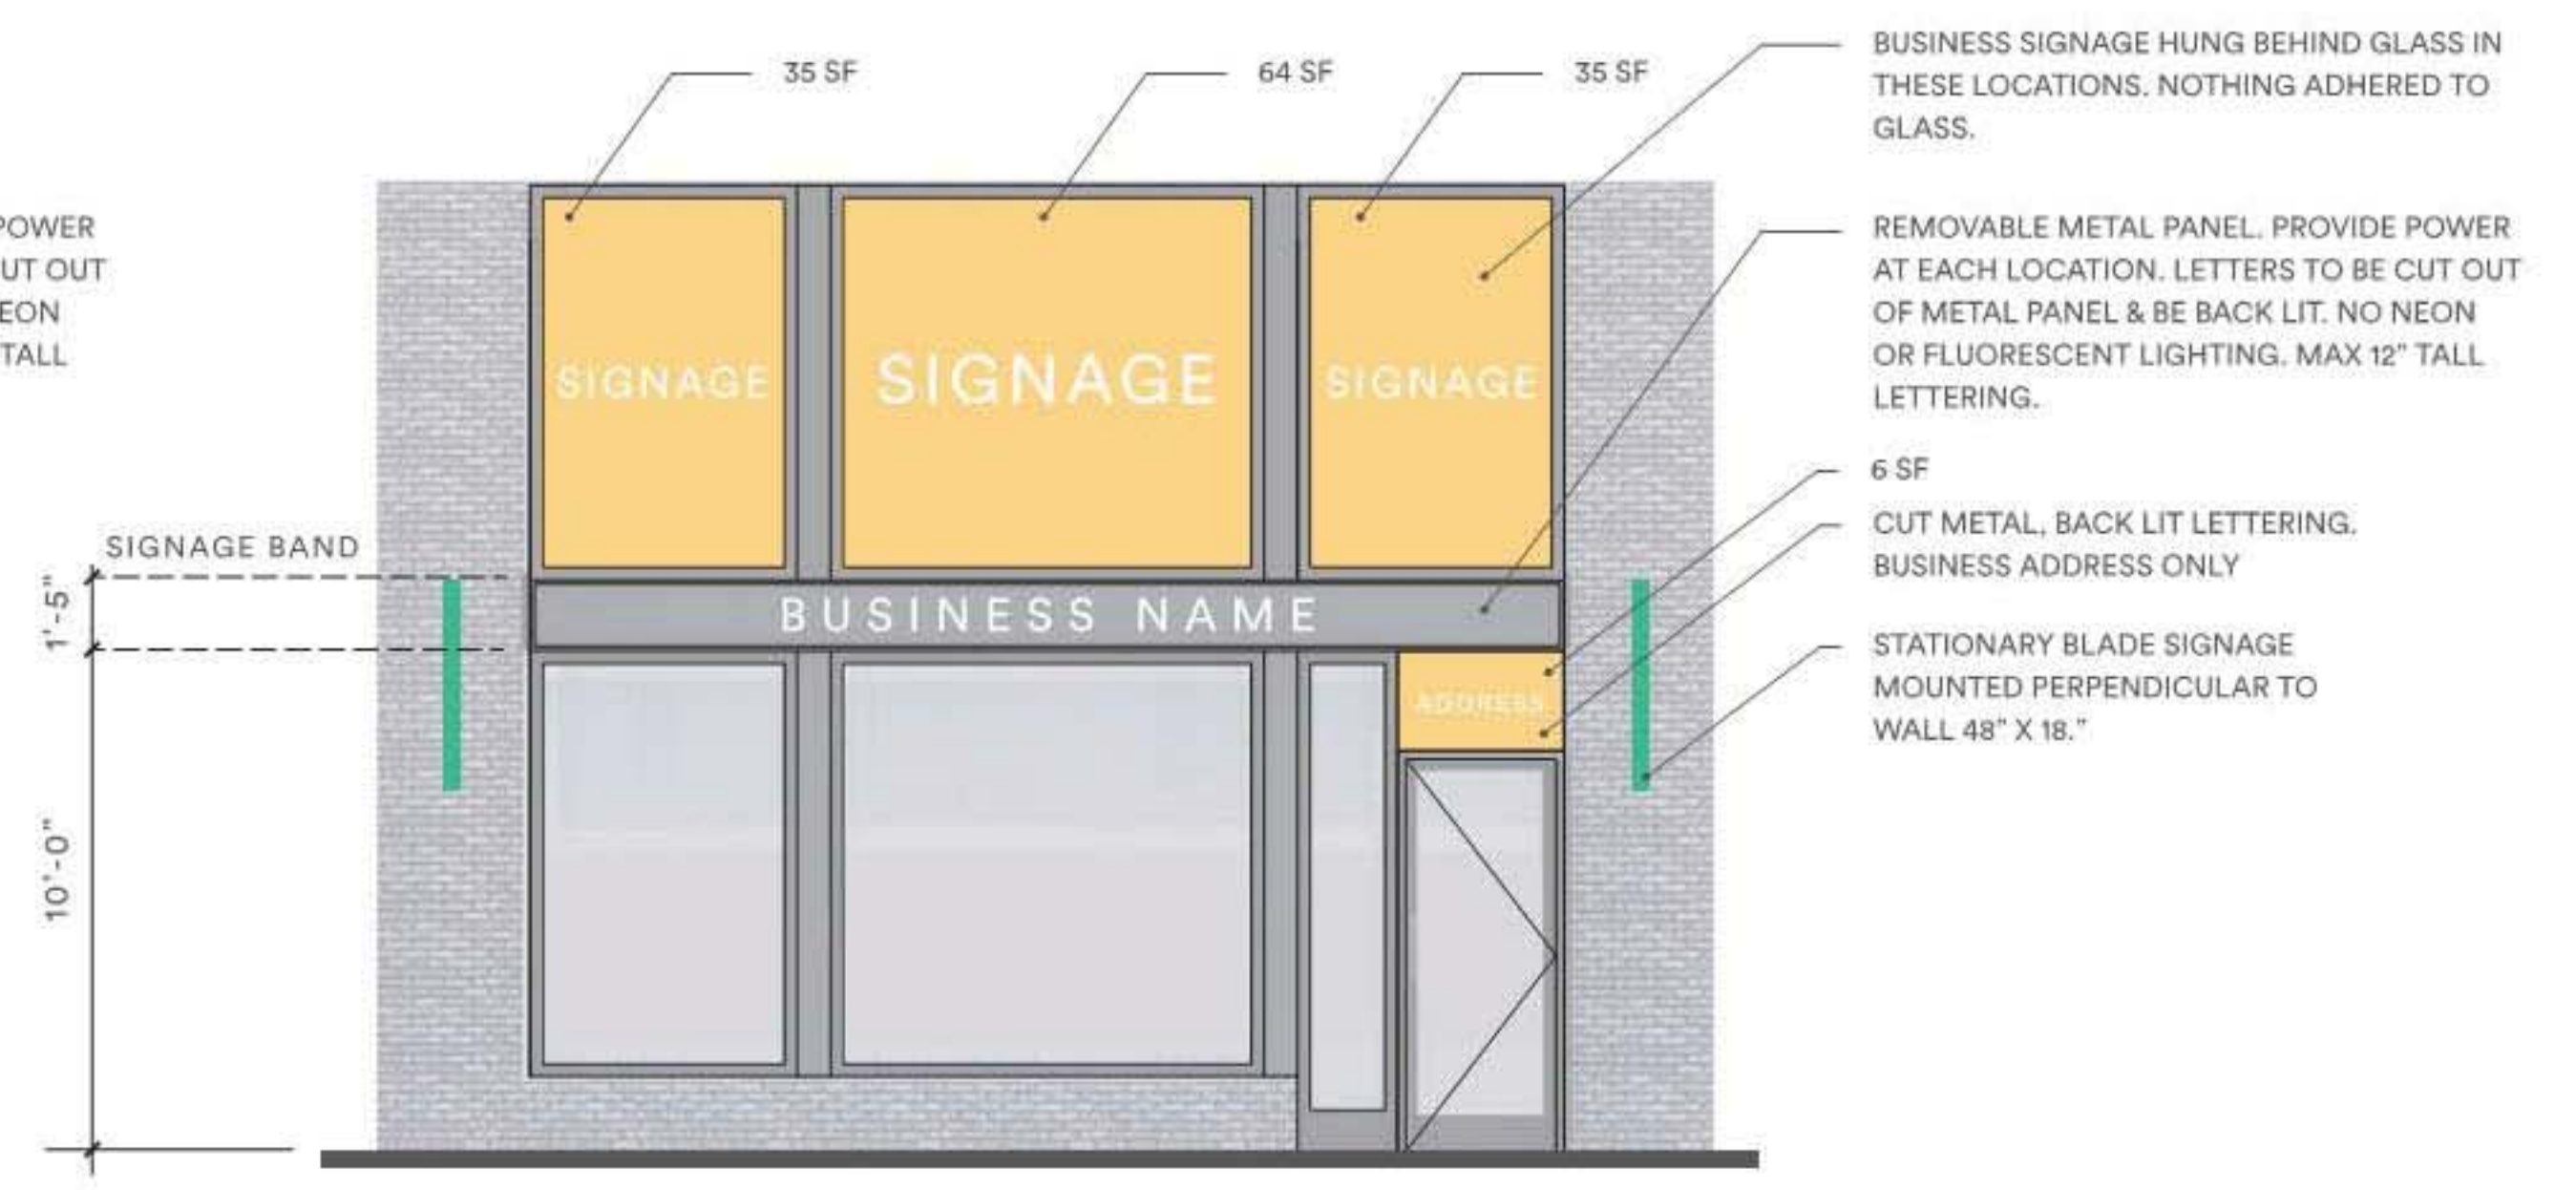 35 SF
64 SF
35 SF
BUSINESS SIGNAGE HUNG BEHIND GLASS IN
THESE LOCATIONS. NOTHING ADHERED TO
GLASS.
POWER
UT OUT
EON
TALL
REMOVABLE METAL PANEL. PROVIDE POWER
AT EACH LOCATION. LETTERS TO BE CUT OUT
OF METAL PANEL & BE BACK LIT. NO NEON
OR FLUORESCENT LIGHTING. MAX 12” TALL
LETTERING.
SIGNAGE
SIGNAGE
SIGNAGE
6 SF
CUT METAL, BACK LIT LETTERING.
BUSINESS ADDRESS ONLY
SIGNAGE BAND
1'-5"
BUSINESS NAME
STATIONARY BLADE SIGNAGE
MOUNTED PERPENDICULAR TO
WALL 48” X 18.”
ADDRESS
10'-0"